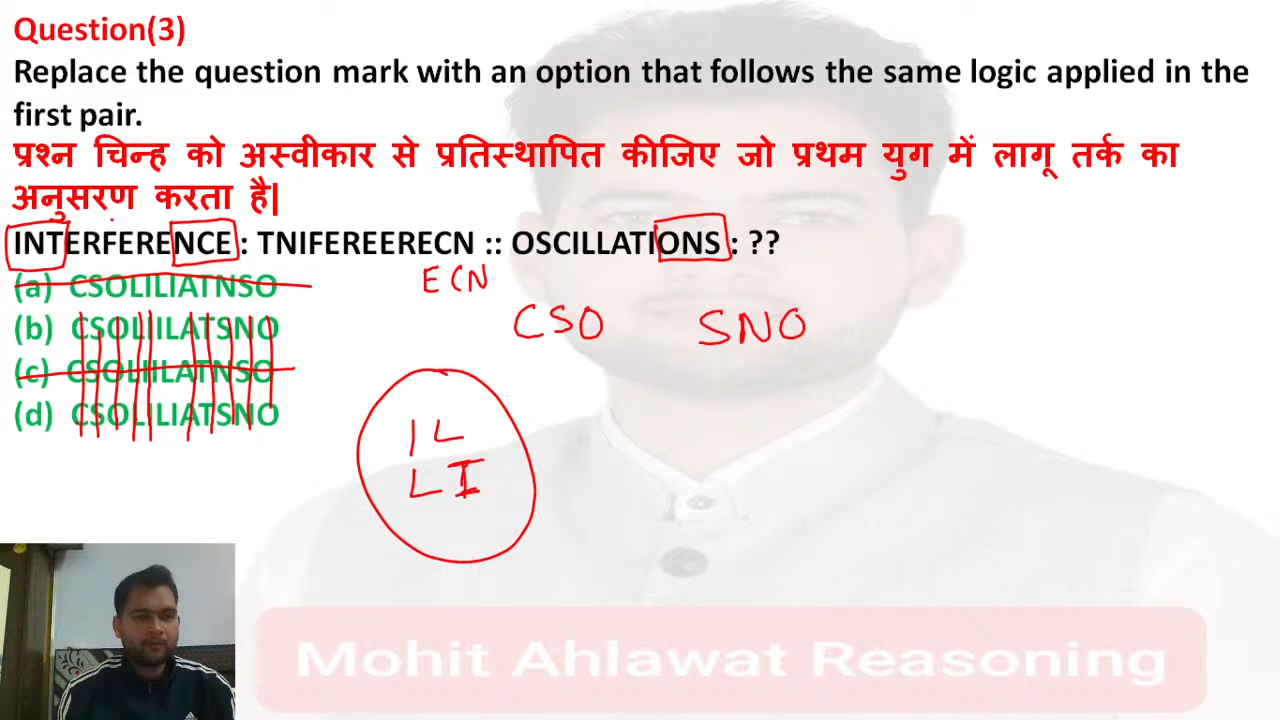 Question(3)
Replace the question mark with an option that follows the same logic applied in the
first pair.
प्रश्न चिन्ह को अस्वीकार से प्रतिस्थापित कीजिए जो प्रथम युग में लागू तर्क का
अनुसरण करता है|
INTERFERENCE : TNIFEREERECN :: OSCILLATIONS : ??
(a) CSOLILIATNSO
ECN
(b) CSOLIILATSNO
CSO SNO
(c) CSOLIILATNSO
(d) CSOLILIATSNO
IL
LI
Mohit Ahlawat Reasoning